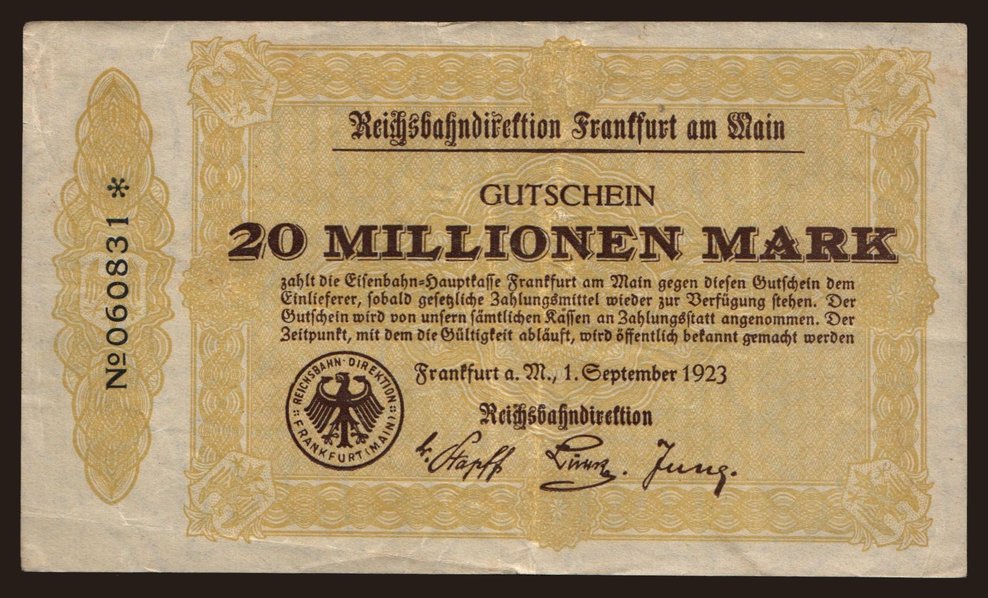 Reichsbahndirektion Frankfurt am Main
GUTSCHEIN
20 MILLIONEN MARK
zahlt die Eisenbahn-Hauptkasse Frankfurt am Main gegen diesen Gutschein dem
Einlieferer, sobald gesetzliche Zahlungsmittel wieder zur Verfügung stehen. Der
Gutschein wird von unsern sämtlichen Kassen an Zahlungsstatt angenommen. Der
Zeitpunkt, mit dem die Gültigkeit abläuft, wird öffentlich bekannt gemacht werden
Frankfurt a. M., 1. September 1923
Reichsbahndirektion
Jung.
REICHSBAHN-DIREKTION
FRANKFURT (MAIN)
№060831 *